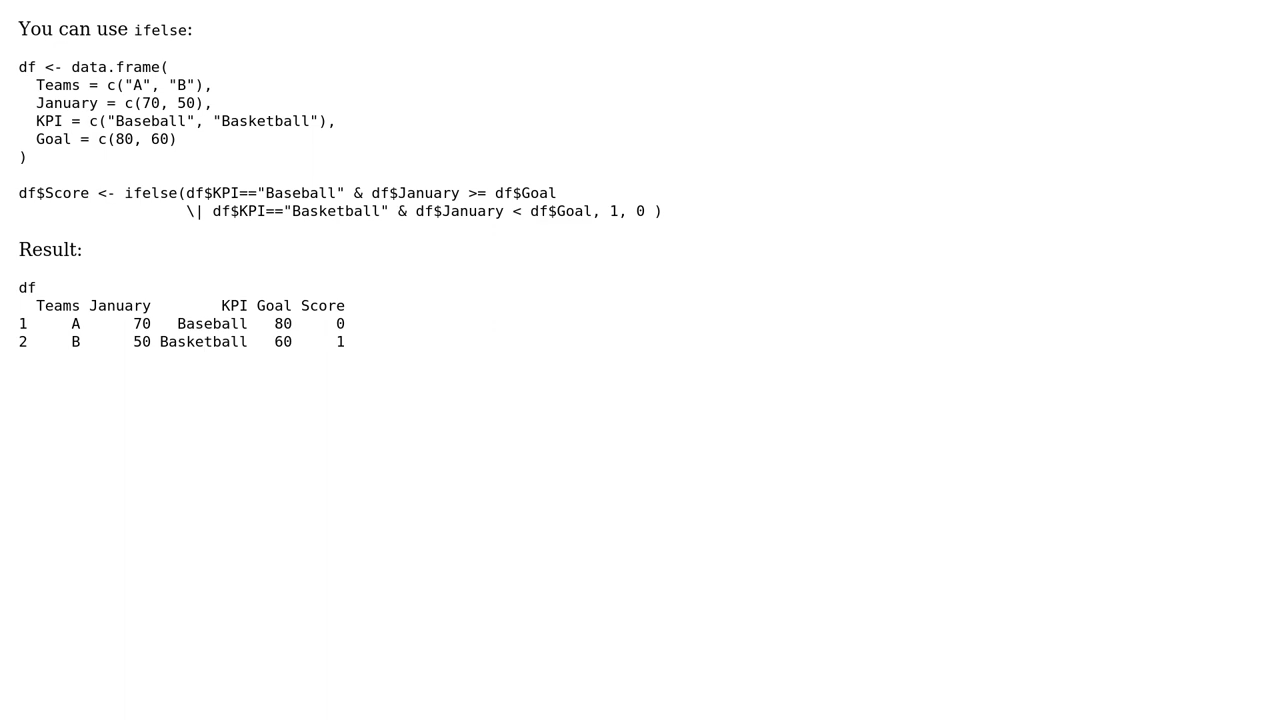 You can use ifelse:
df <- data.frame(
  Teams = c("A", "B"),
  January = c(70, 50),
  KPI = c("Baseball", "Basketball"),
  Goal = c(80, 60)
)
df$Score <- ifelse(df$KPI=="Baseball" & df$January >= df$Goal
                   \| df$KPI=="Basketball" & df$January < df$Goal, 1, 0 )
Result:
df
  Teams January        KPI Goal Score
1     A      70   Baseball   80     0
2     B      50 Basketball   60     1